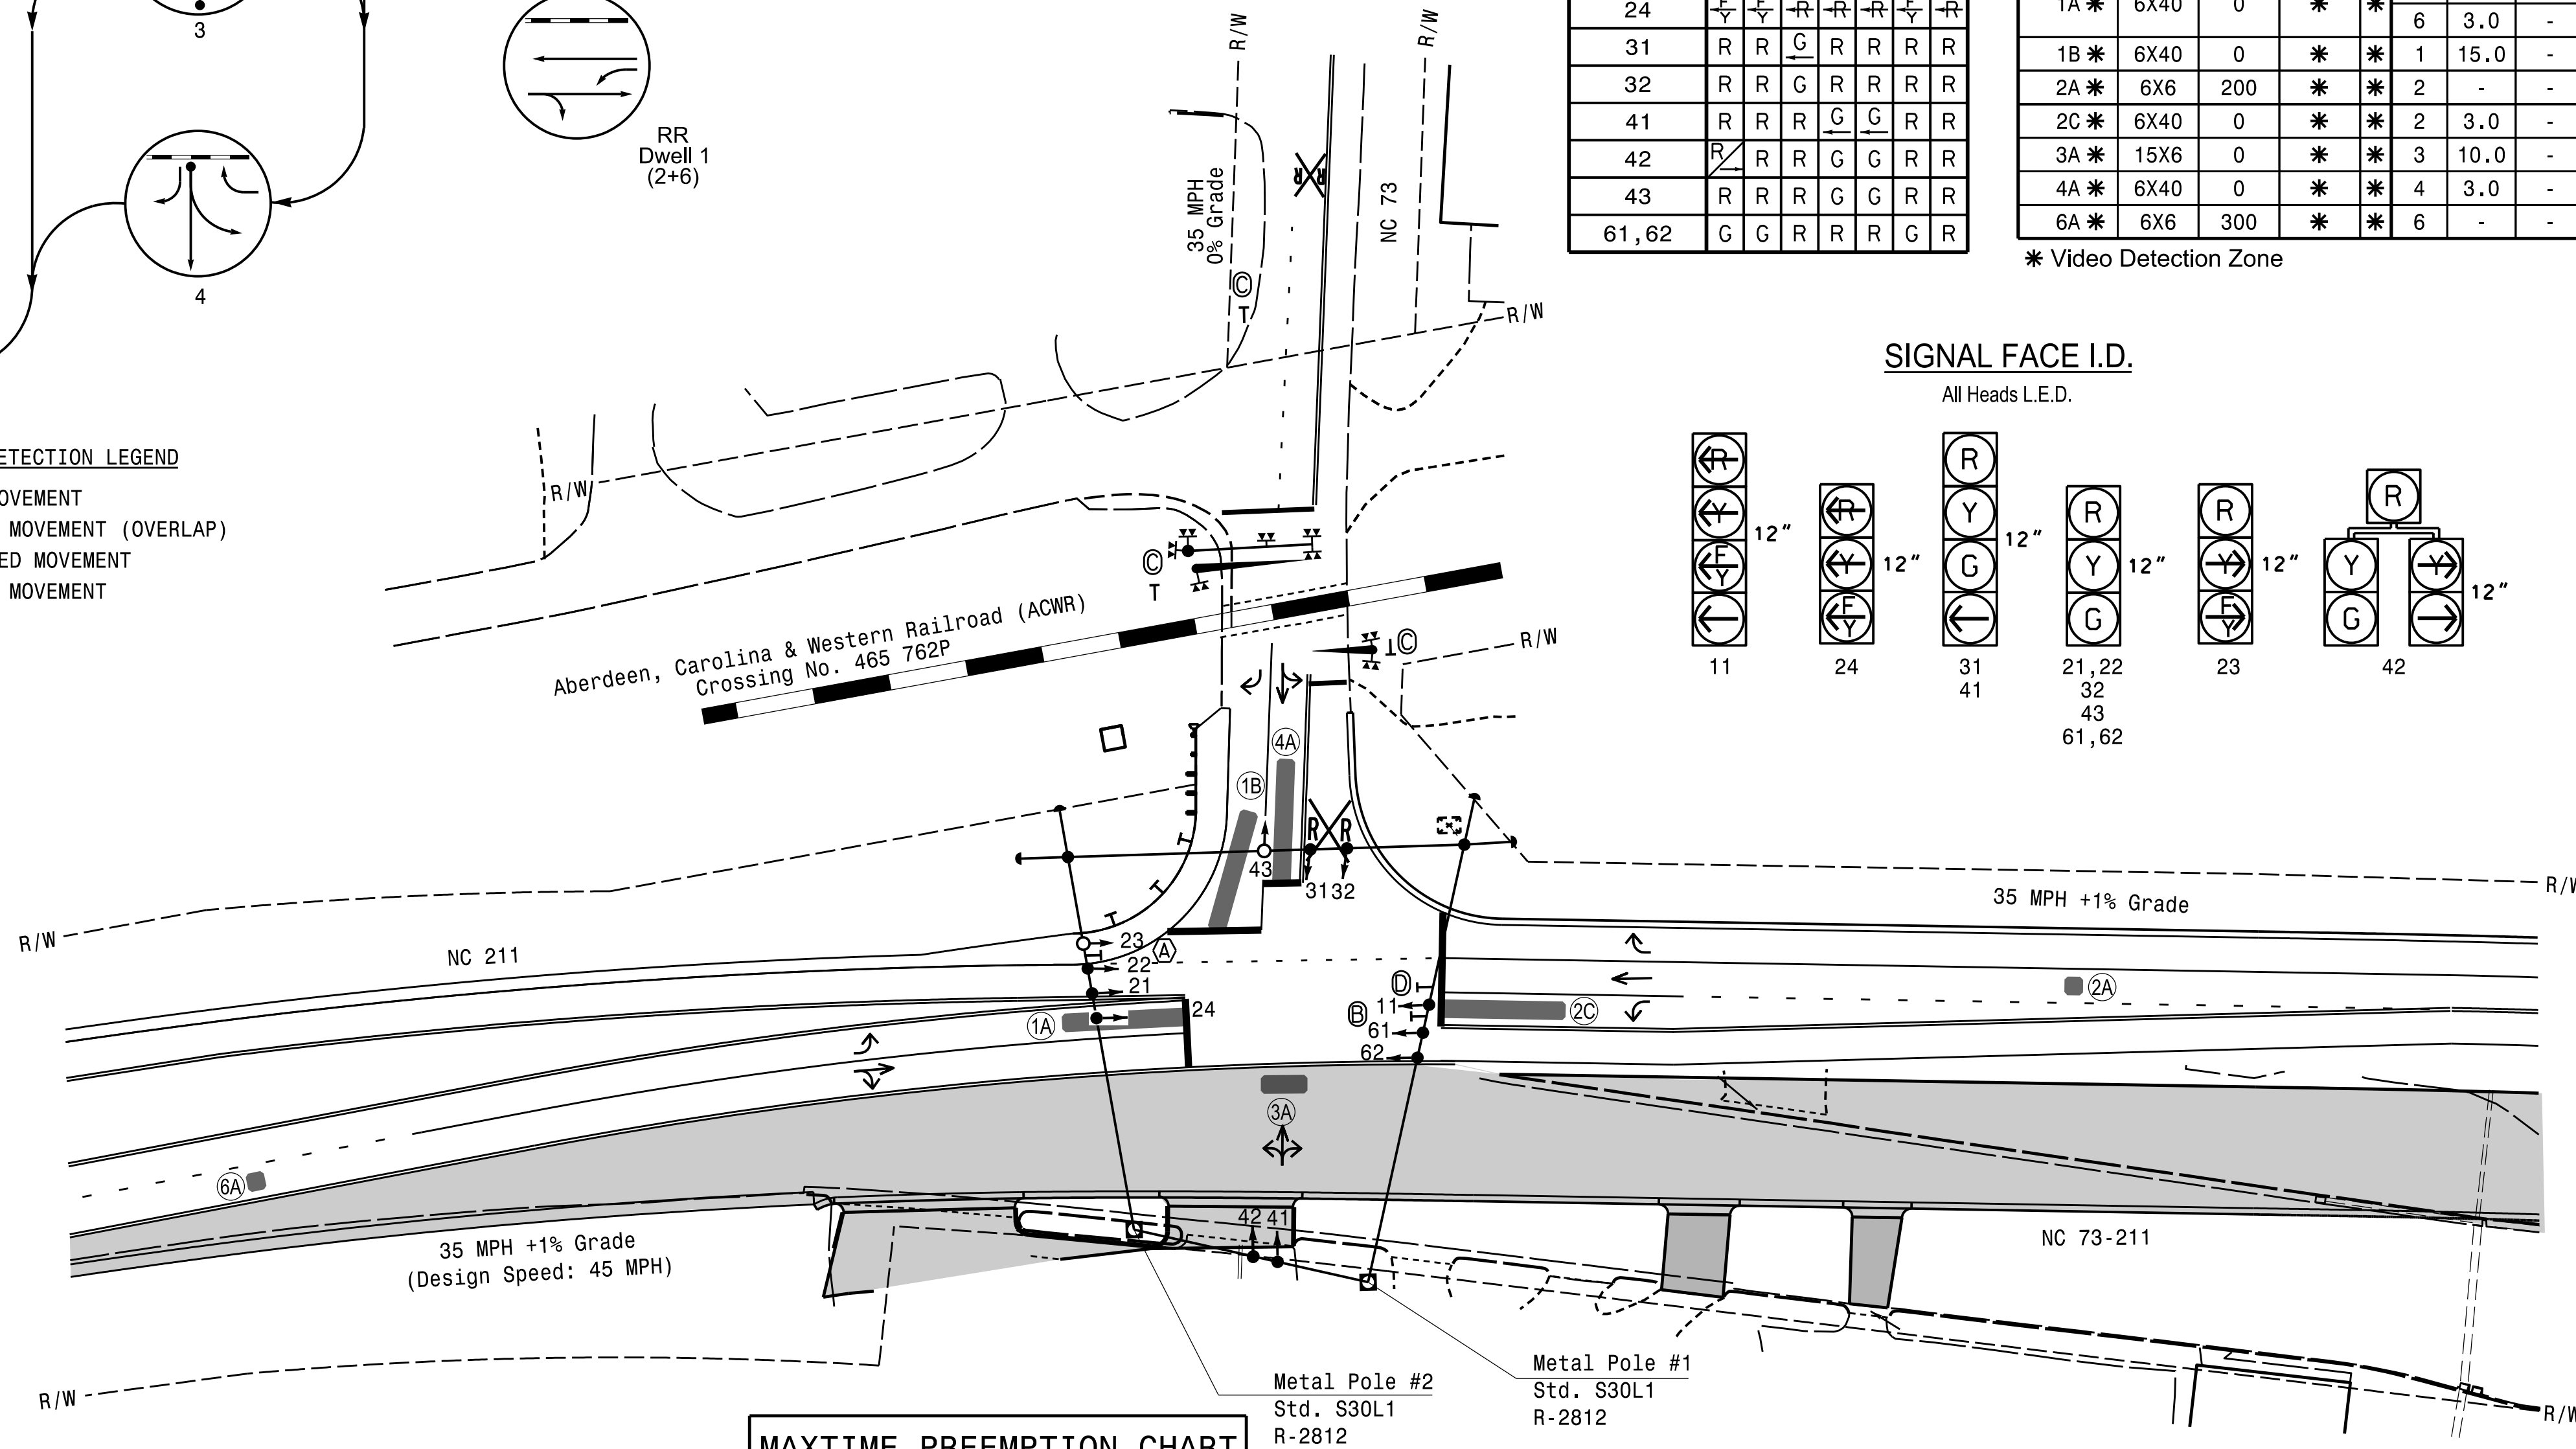 3
4
RR
Dwell 1
(2+6)
ETECTION LEGEND
OVEMENT
MOVEMENT (OVERLAP)
ED MOVEMENT
MOVEMENT
24 F Y F Y R R R F Y R
31 R R G R R R R
32 R R G R R R R
41 R R R G G R R
42 R R R G G R R
43 R R R G G R R
61,62 G G R R R G R
1A * 6X40 0 * *
6 3.0 -
1B * 6X40 0 * * 1 15.0 -
2A * 6X6 200 * * 2 - -
2C * 6X40 0 * * 2 3.0 -
3A * 15X6 0 * * 3 10.0 -
4A * 6X40 0 * * 4 3.0 -
6A * 6X6 300 * * 6 - -
* Video Detection Zone
SIGNAL FACE I.D.
All Heads L.E.D.
R
Y
F
Y
12"
11
R
Y
F
Y
12"
24
R
Y
G
12"
31
41
R
Y
G
12"
21,22
32
43
61,62
R
Y
F
Y
12"
23
R
Y Y
G
12"
42
R/W
R/W
35 MPH
0% Grade
NC 73
R R
C
T
R/W
R/W
C
T
T C
R/W
Aberdeen, Carolina & Western Railroad (ACWR)
Crossing No. 465 762P
4A
1B
R R
43
31 32
35 MPH +1% Grade
R/W
R/W
NC 211
23
A
22
21
24
1A
D
11
B
61
62
2C
2A
3A
6A
42 41
35 MPH +1% Grade
(Design Speed: 45 MPH)
NC 73-211
R/W
R/W
Metal Pole #2
Std. S30L1
R-2812
Metal Pole #1
Std. S30L1
R-2812
MAXTIME PREEMPTION CHART